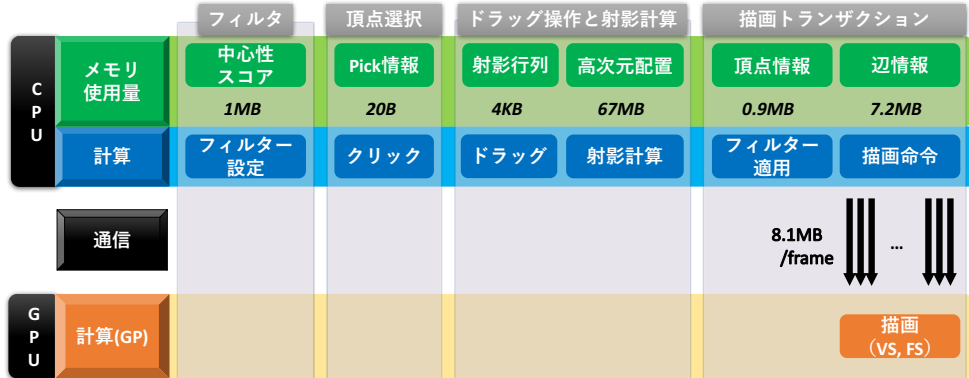 フィルタ
頂点選択
ドラッグ操作と射影計算
描画トランザクション
CPU
メモリ
使用量
中心性
スコア
Pick情報
射影行列
高次元配置
頂点情報
辺情報
1MB
20B
4KB
67MB
0.9MB
7.2MB
計算
フィルター
設定
クリック
ドラッグ
射影計算
フィルター
適用
描画命令
通信
8.1MB
/frame
...
GPU
計算(GP)
描画
（VS, FS）